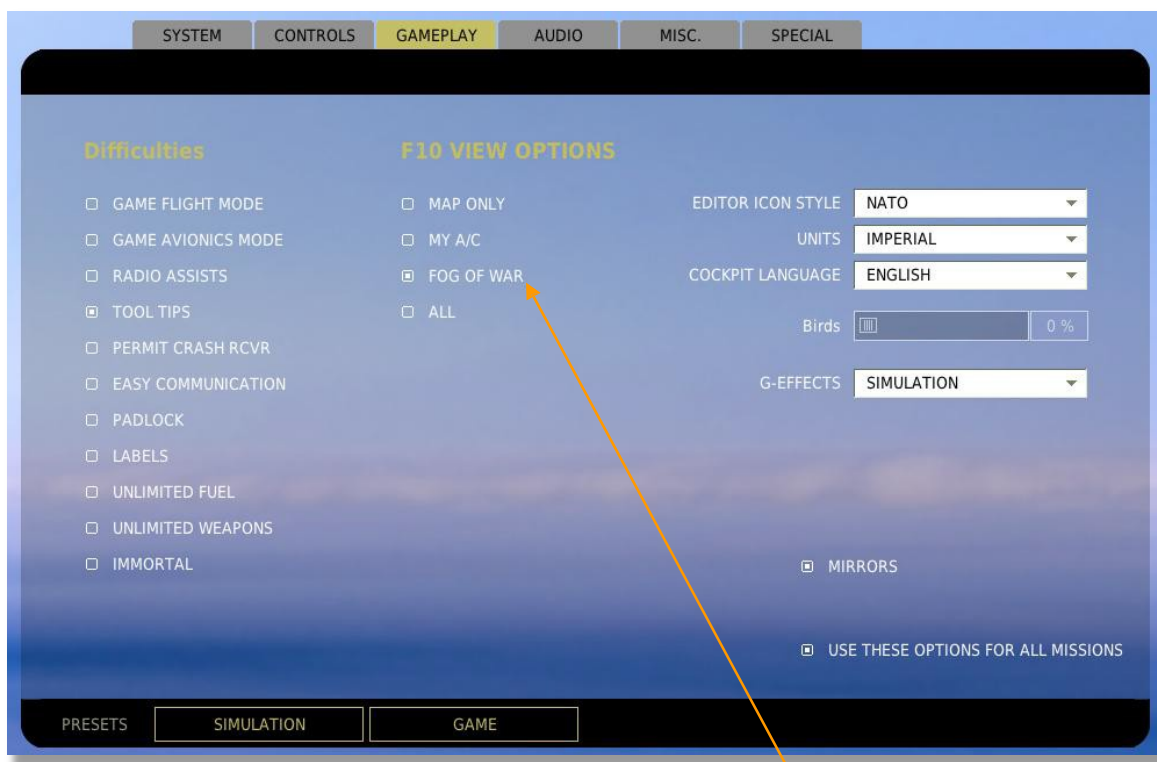 SYSTEM CONTROLS GAMEPLAY AUDIO MISC. SPECIAL
Difficulties
GAME FLIGHT MODE
GAME AVIONICS MODE
RADIO ASSISTS
TOOL TIPS
PERMIT CRASH RCVR
EASY COMMUNICATION
PADLOCK
LABELS
UNLIMITED FUEL
UNLIMITED WEAPONS
IMMORTAL
F10 VIEW OPTIONS
MAP ONLY
MY A/C
FOG OF WAR
ALL
EDITOR ICON STYLE NATO
UNITS IMPERIAL
COCKPIT LANGUAGE ENGLISH
Birds 0 %
G-EFFECTS SIMULATION
MIRRORS
USE THESE OPTIONS FOR ALL MISSIONS
PRESETS SIMULATION GAME